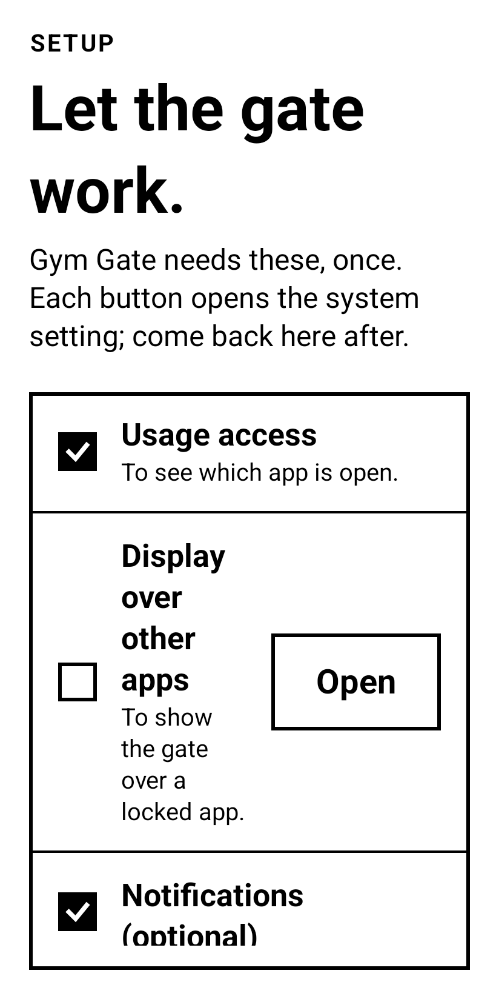 SETUP
Let the gate
work.
Gym Gate needs these, once.
Each button opens the system
setting; come back here after.
Usage access
To see which app is open.
Display
over
other
apps
To show
the gate
over a
locked app.
Open
Notifications
(optional)